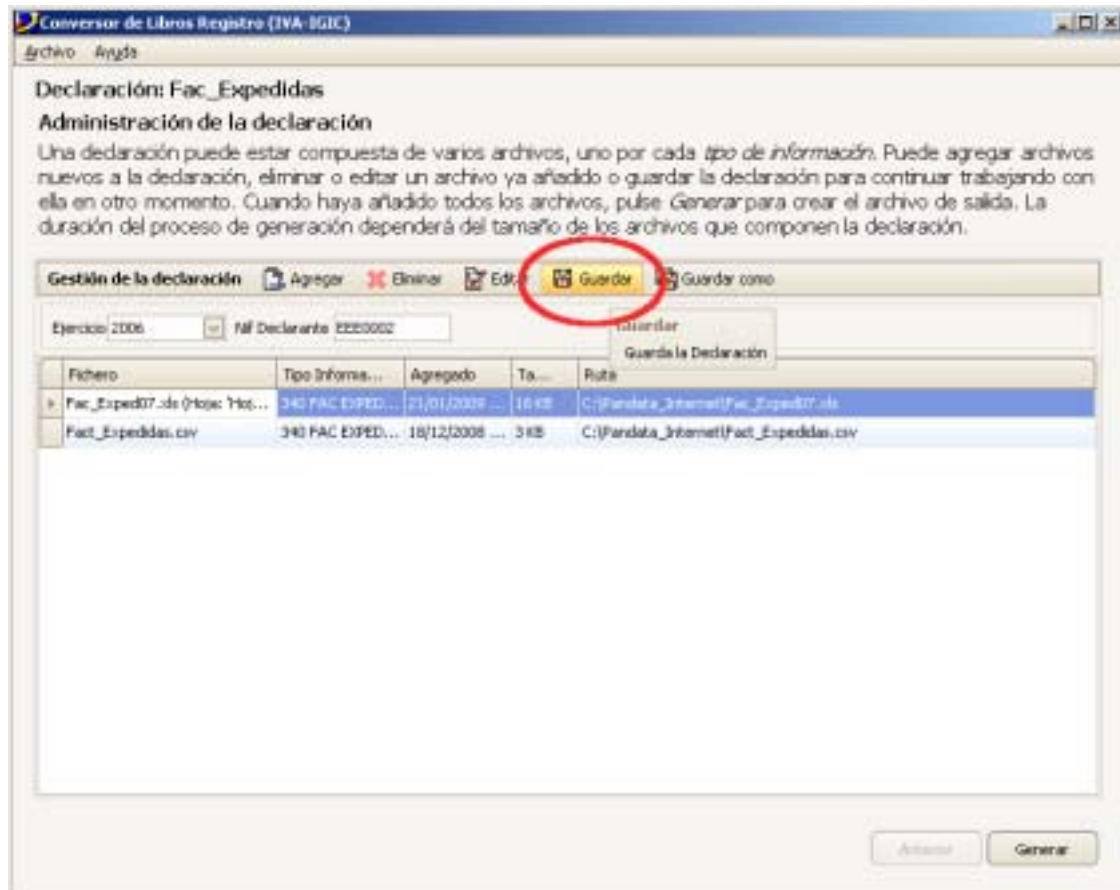 Conversor de Libros Registro (IVA-IGIC)
Archivo Ayuda
Declaración: Fac_Expedidas
Administración de la declaración
Una declaración puede estar compuesta de varios archivos, uno por cada tipo de información. Puede agregar archivos
nuevos a la declaración, eliminar o editar un archivo ya añadido o guardar la declaración para continuar trabajando con
ella en otro momento. Cuando haya añadido todos los archivos, pulse Generar para crear el archivo de salida. La
duración del proceso de generación dependerá del tamaño de los archivos que componen la declaración.
Gestión de la declaración Agregar Eliminar Editar Guardar Guardar como
Ejercicio 2006 Nif Declarante EEE0002
Guardar
Guarda la Declaración
Fichero Tipo Informa... Agregado Ta... Ruta
Fac_Exped07.xls (Hoja: 'Hoj... 340 FAC EXPED... 21/01/2009 ... 16 KB C:\Pandata_Internet\Fac_Exped07.xls
Fact_Expedidas.csv 340 FAC EXPED... 18/12/2008 ... 3 KB C:\Pandata_Internet\Fact_Expedidas.csv
Anterior Generar